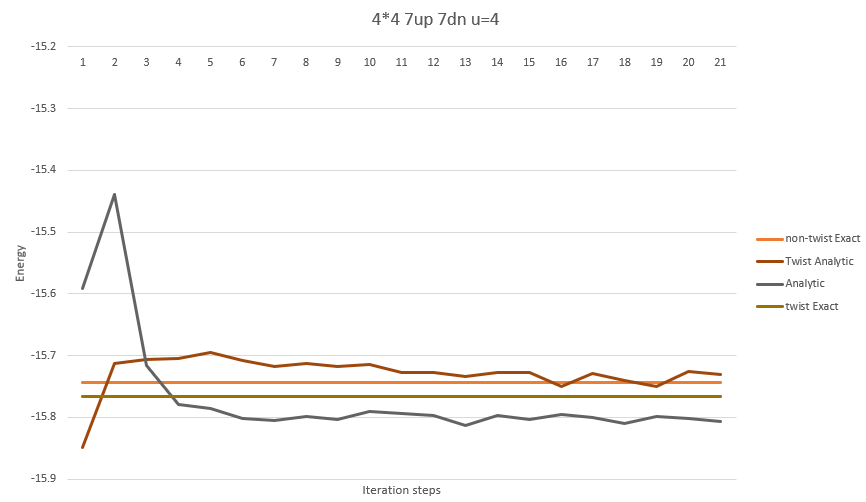 4*4 7up 7dn u=4
-15.2
1 2 3 4 5 6 7 8 9 10 11 12 13 14 15 16 17 18 19 20 21
-15.3
-15.4
-15.5
-15.6
-15.7
-15.8
-15.9
Energy
Iteration steps
non-twist Exact
Twist Analytic
Analytic
twist Exact